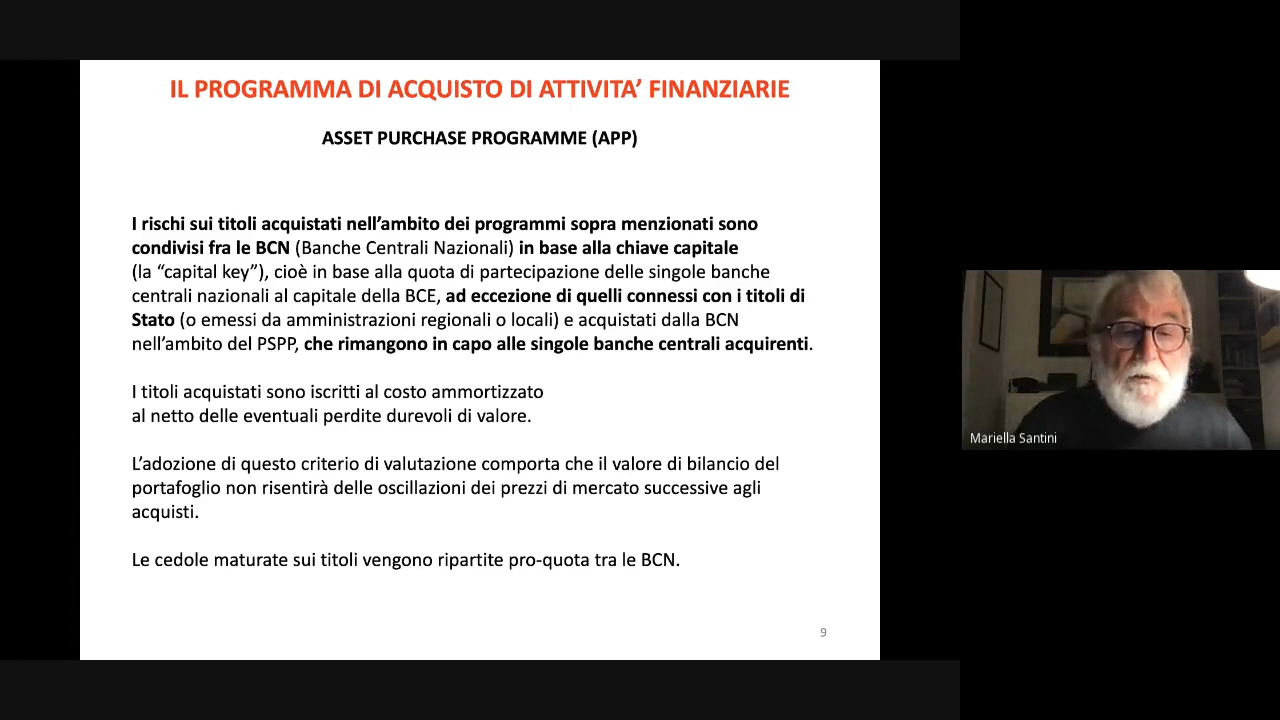 IL PROGRAMMA DI ACQUISTO DI ATTIVITA’ FINANZIARIE
ASSET PURCHASE PROGRAMME (APP)
I rischi sui titoli acquistati nell’ambito dei programmi sopra menzionati sono
condivisi fra le BCN (Banche Centrali Nazionali) in base alla chiave capitale
(la “capital key”), cioè in base alla quota di partecipazione delle singole banche
centrali nazionali al capitale della BCE, ad eccezione di quelli connessi con i titoli di
Stato (o emessi da amministrazioni regionali o locali) e acquistati dalla BCN
nell’ambito del PSPP, che rimangono in capo alle singole banche centrali acquirenti.
I titoli acquistati sono iscritti al costo ammortizzato
al netto delle eventuali perdite durevoli di valore.
L’adozione di questo criterio di valutazione comporta che il valore di bilancio del
portafoglio non risentirà delle oscillazioni dei prezzi di mercato successive agli
acquisti.
Le cedole maturate sui titoli vengono ripartite pro-quota tra le BCN.
9
Mariella Santini